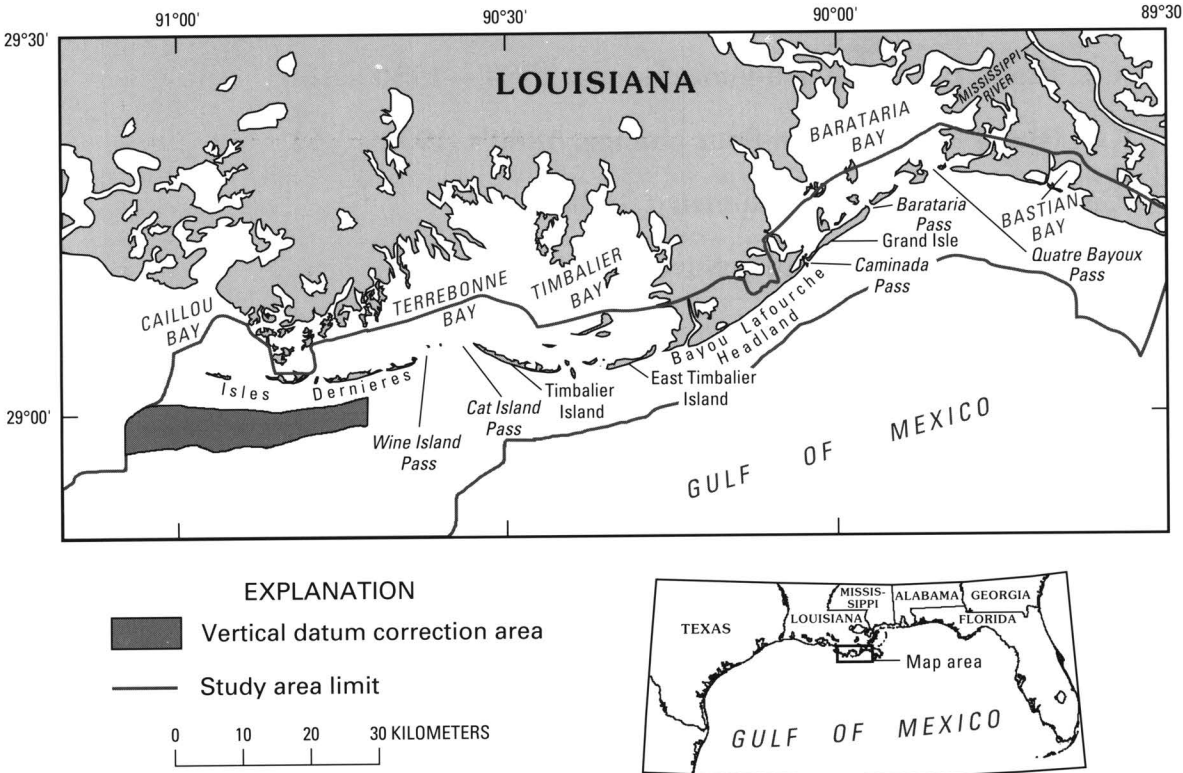 91°00'
90°30'
90°00'
89°30'
29°30'
LOUISIANA
MISSISSIPPI
RIVER
BARATARIA
BAY
Barataria
Pass
BASTIAN
BAY
Grand Isle
Quatre Bayoux
Pass
Caminada
Pass
TIMBALIER
BAY
TERREBONNE
BAY
CAILLOU
BAY
Bayou Lafourche
Headland
Isles Dernieres
East Timbalier
Island
Timbalier
Island
Cat Island
Pass
Wine Island
Pass
29°00'
GULF OF MEXICO
EXPLANATION
Vertical datum correction area
Study area limit
0 10 20 30 KILOMETERS
TEXAS
LOUISIANA
MISSIS-
SIPPI
ALABAMA
GEORGIA
FLORIDA
Map area
GULF OF MEXICO